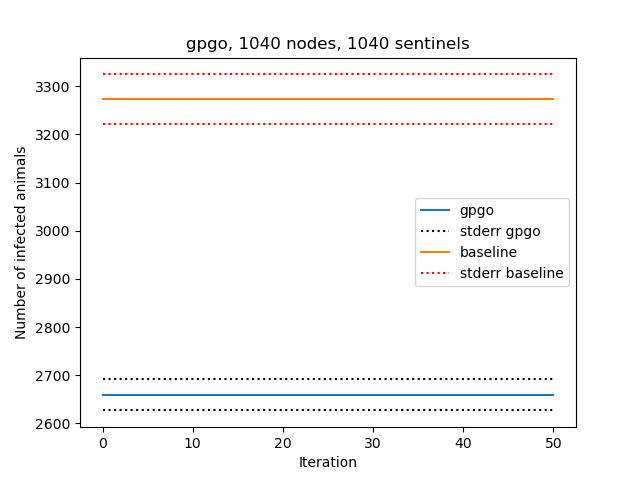 gpgo, 1040 nodes, 1040 sentinels
3300
3200
3100
3000
2900
2800
2700
2600
Number of infected animals
gpgo
stderr gpgo
baseline
stderr baseline
0 10 20 30 40 50
Iteration